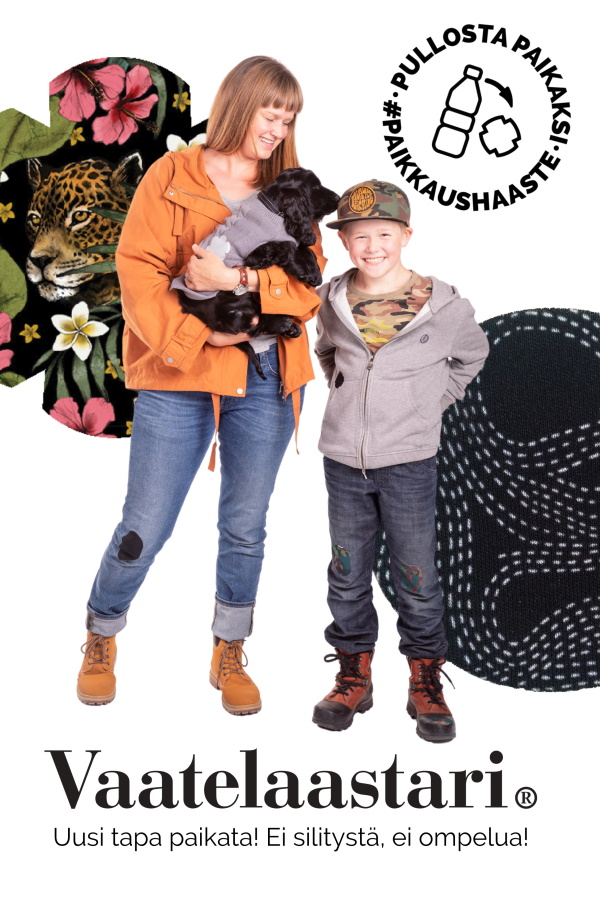 PULLOSTA PAIKAKSI
#PAIKKAUSHAASTE
Vaatelaastari®
Uusi tapa paikata! Ei silitystä, ei ompelua!